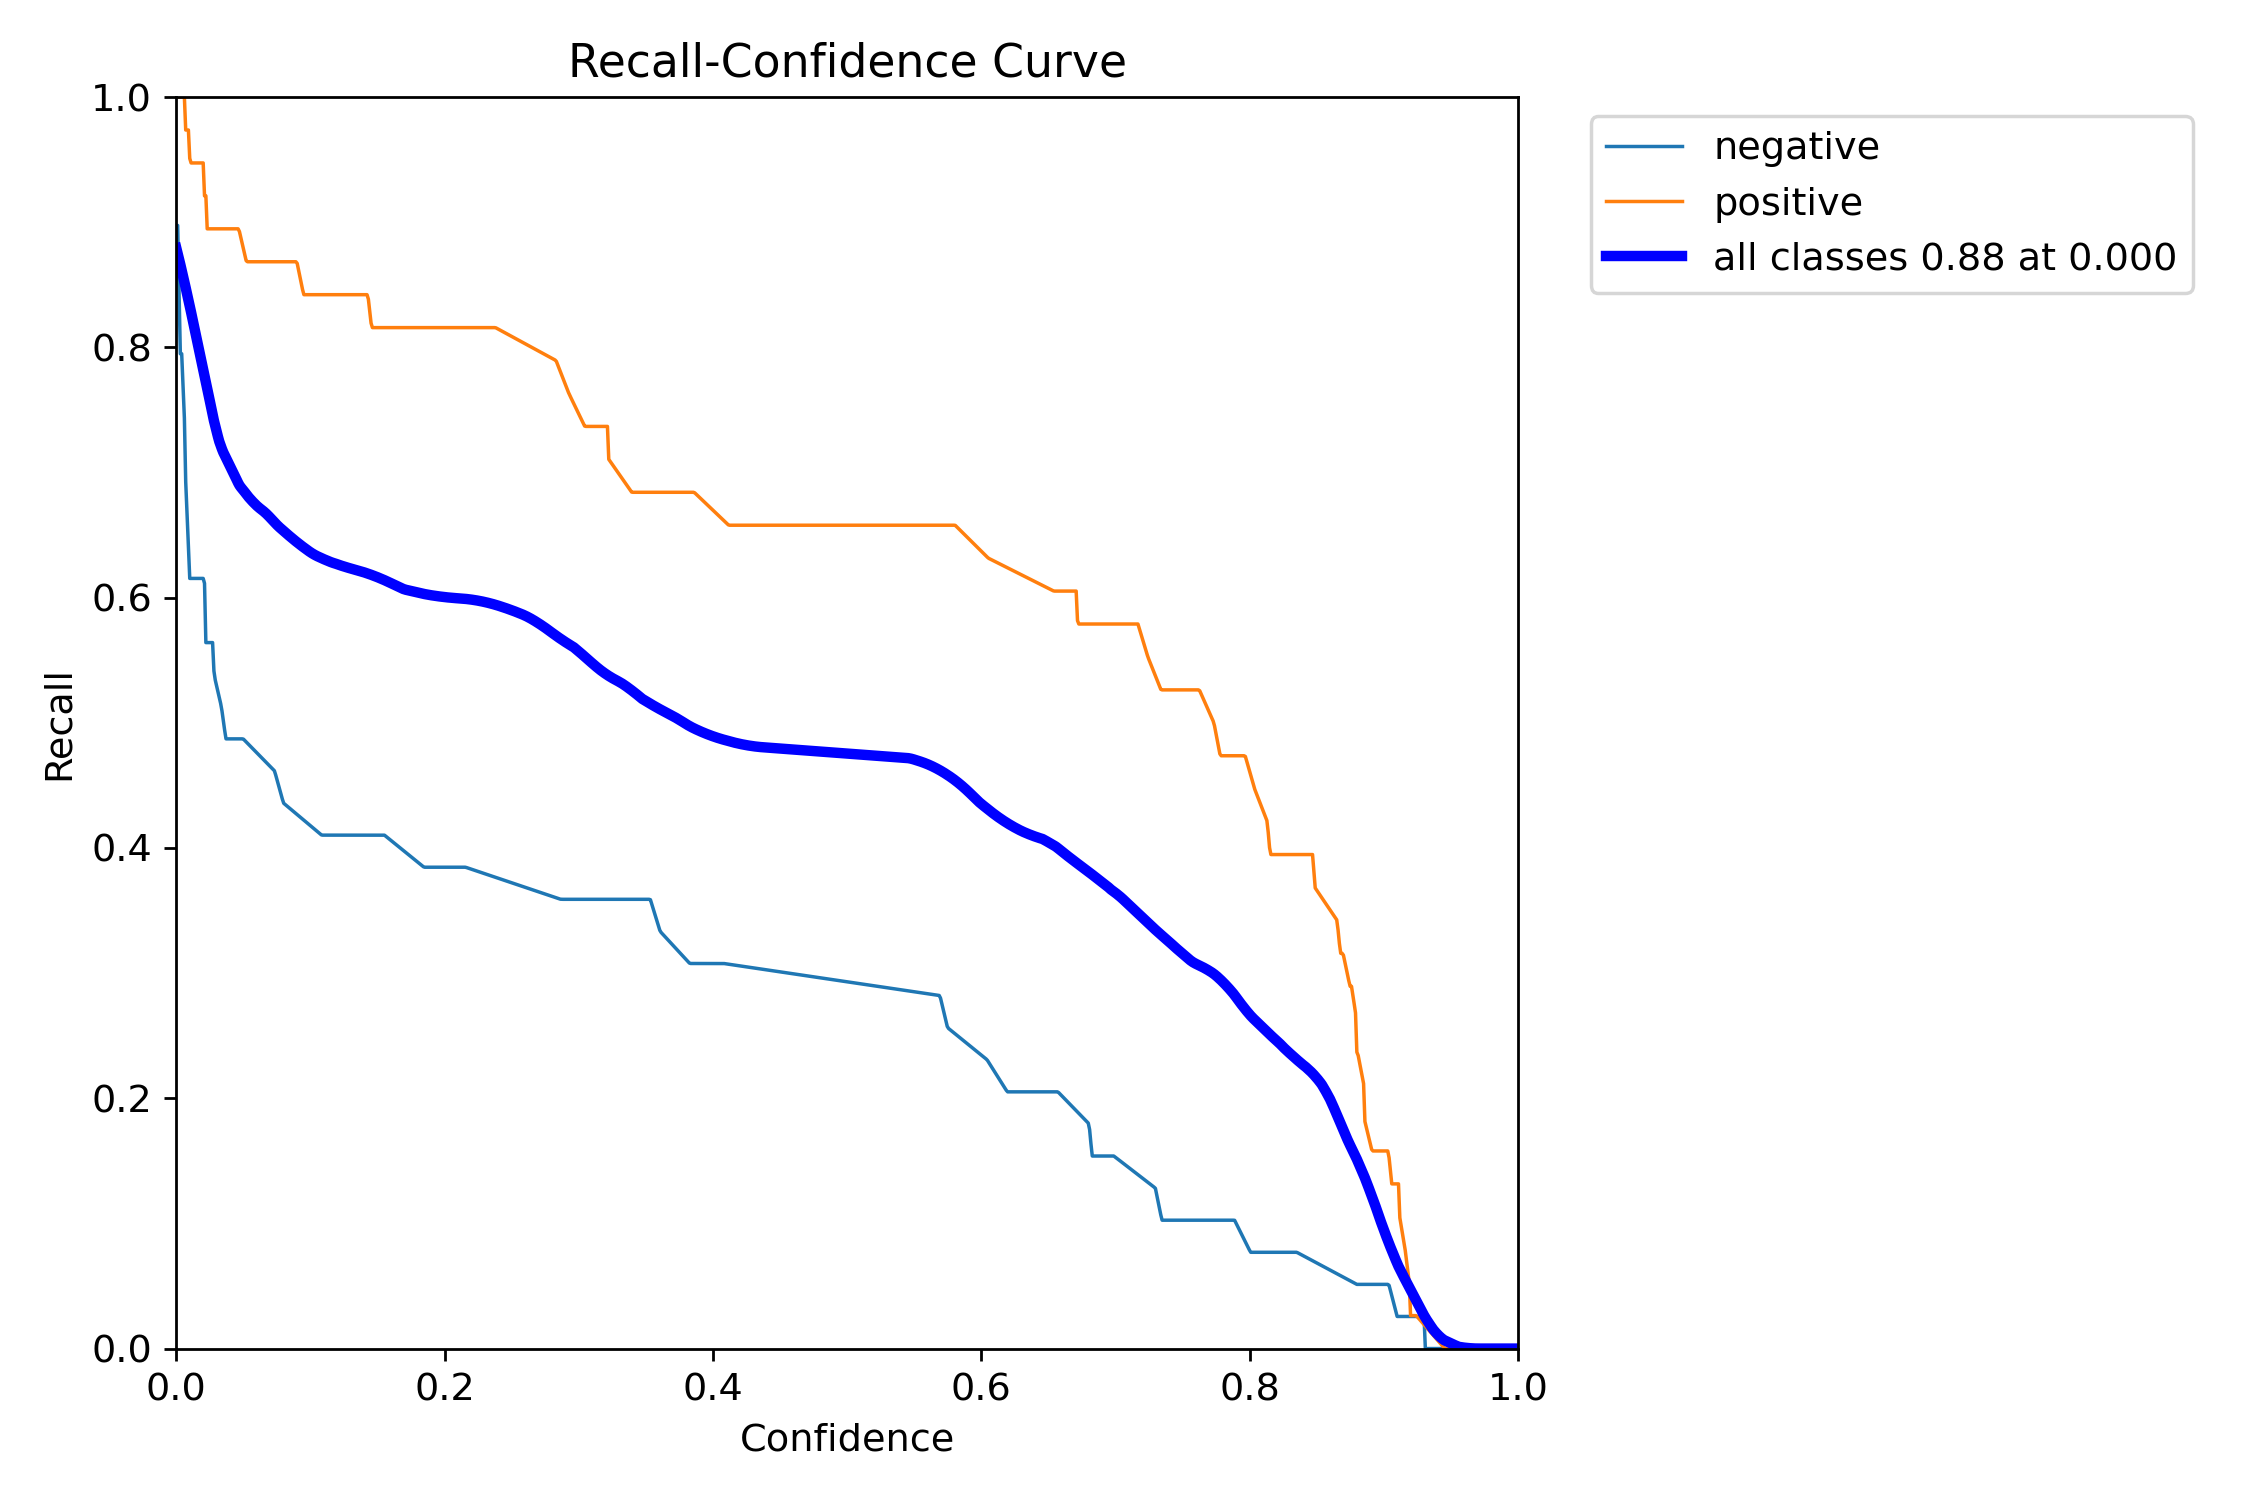 Recall-Confidence Curve
1.0
0.8
0.6
0.4
0.2
0.0
Recall
0.0 0.2 0.4 0.6 0.8 1.0
Confidence
negative
positive
all classes 0.88 at 0.000